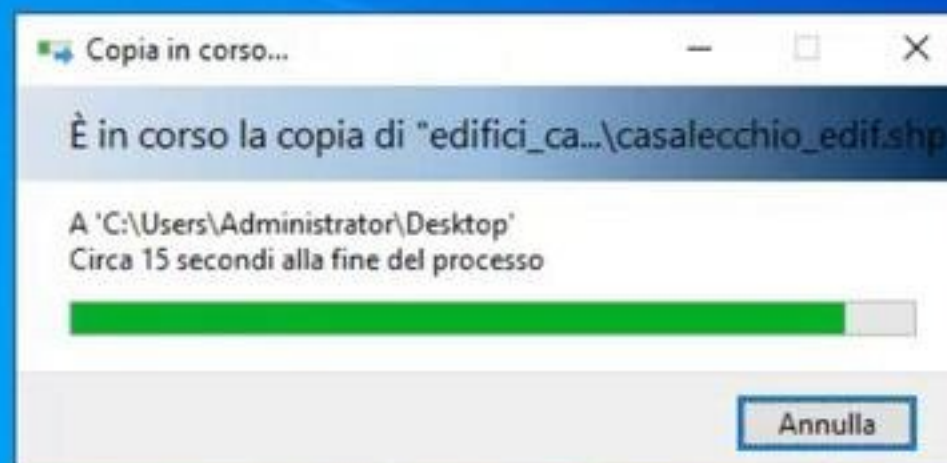 Copia in corso...
È in corso la copia di "edifici_ca...\casalecchio_edif.shp
A 'C:\Users\Administrator\Desktop'
Circa 15 secondi alla fine del processo
Annulla